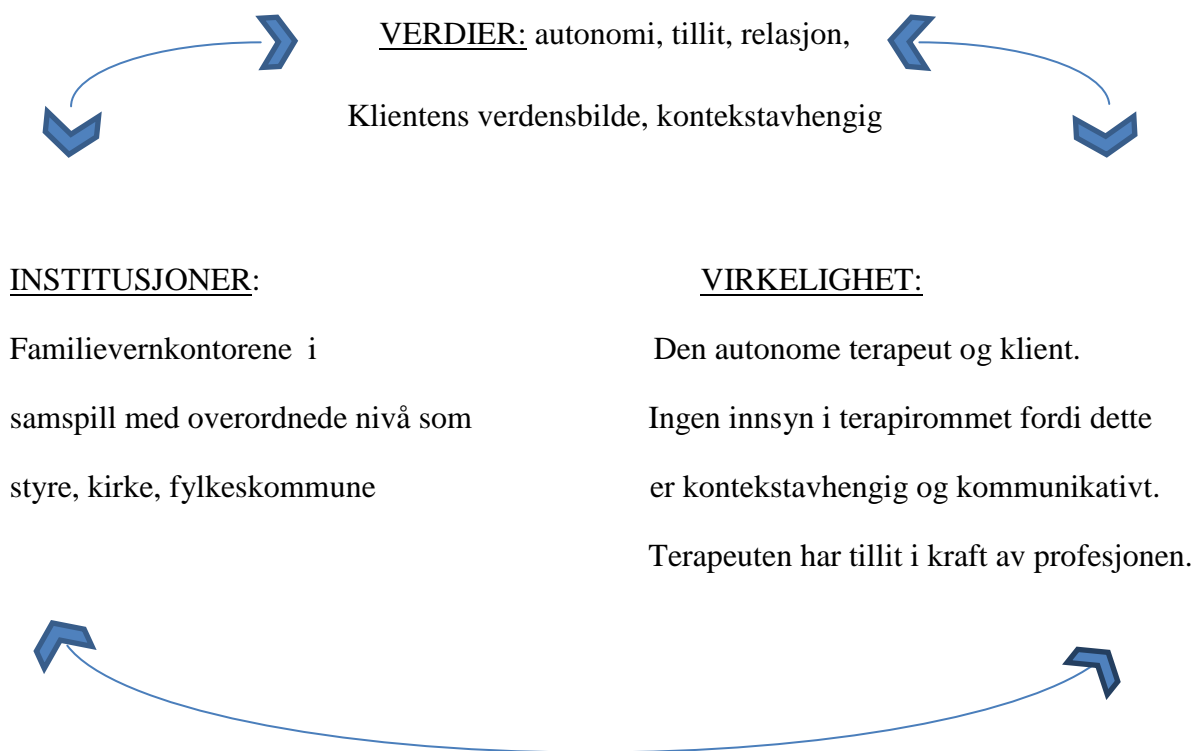 VERDIER: autonomi, tillit, relasjon,
Klientens verdensbilde, kontekstavhengig
INSTITUSJONER:
Familievernkontorene i
samspill med overordnede nivå som
styre, kirke, fylkeskommune
VIRKELIGHET:
Den autonome terapeut og klient.
Ingen innsyn i terapirommet fordi dette
er kontekstavhengig og kommunikativt.
Terapeuten har tillit i kraft av profesjonen.